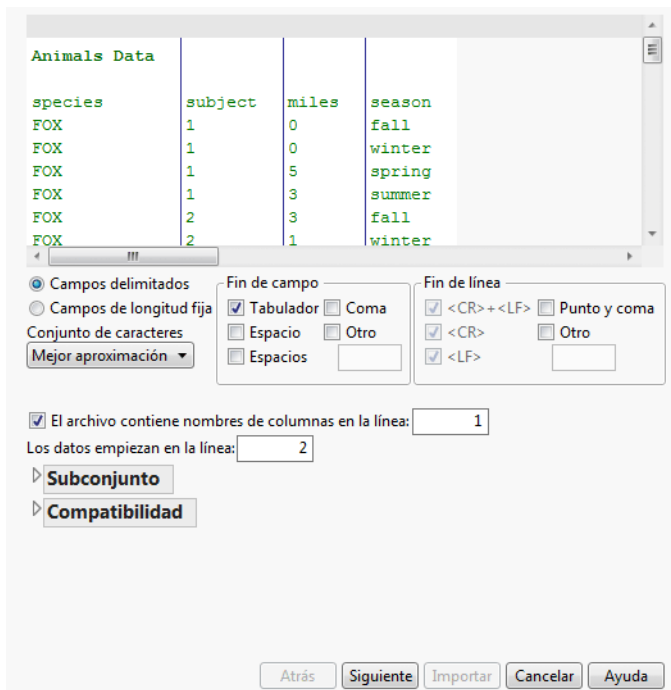 Animals Data
species subject miles season
FOX 1 0 fall
FOX 1 0 winter
FOX 1 5 spring
FOX 1 3 summer
FOX 2 3 fall
FOX 2 1 winter
Campos delimitados
Campos de longitud fija
Conjunto de caracteres
Mejor aproximación
Fin de campo
Tabulador Coma
Espacio Otro
Espacios
Fin de línea
<CR>+<LF> Punto y coma
<CR> Otro
<LF>
El archivo contiene nombres de columnas en la línea: 1
Los datos empiezan en la línea: 2
Subconjunto
Compatibilidad
Atrás Siguiente Importar Cancelar Ayuda